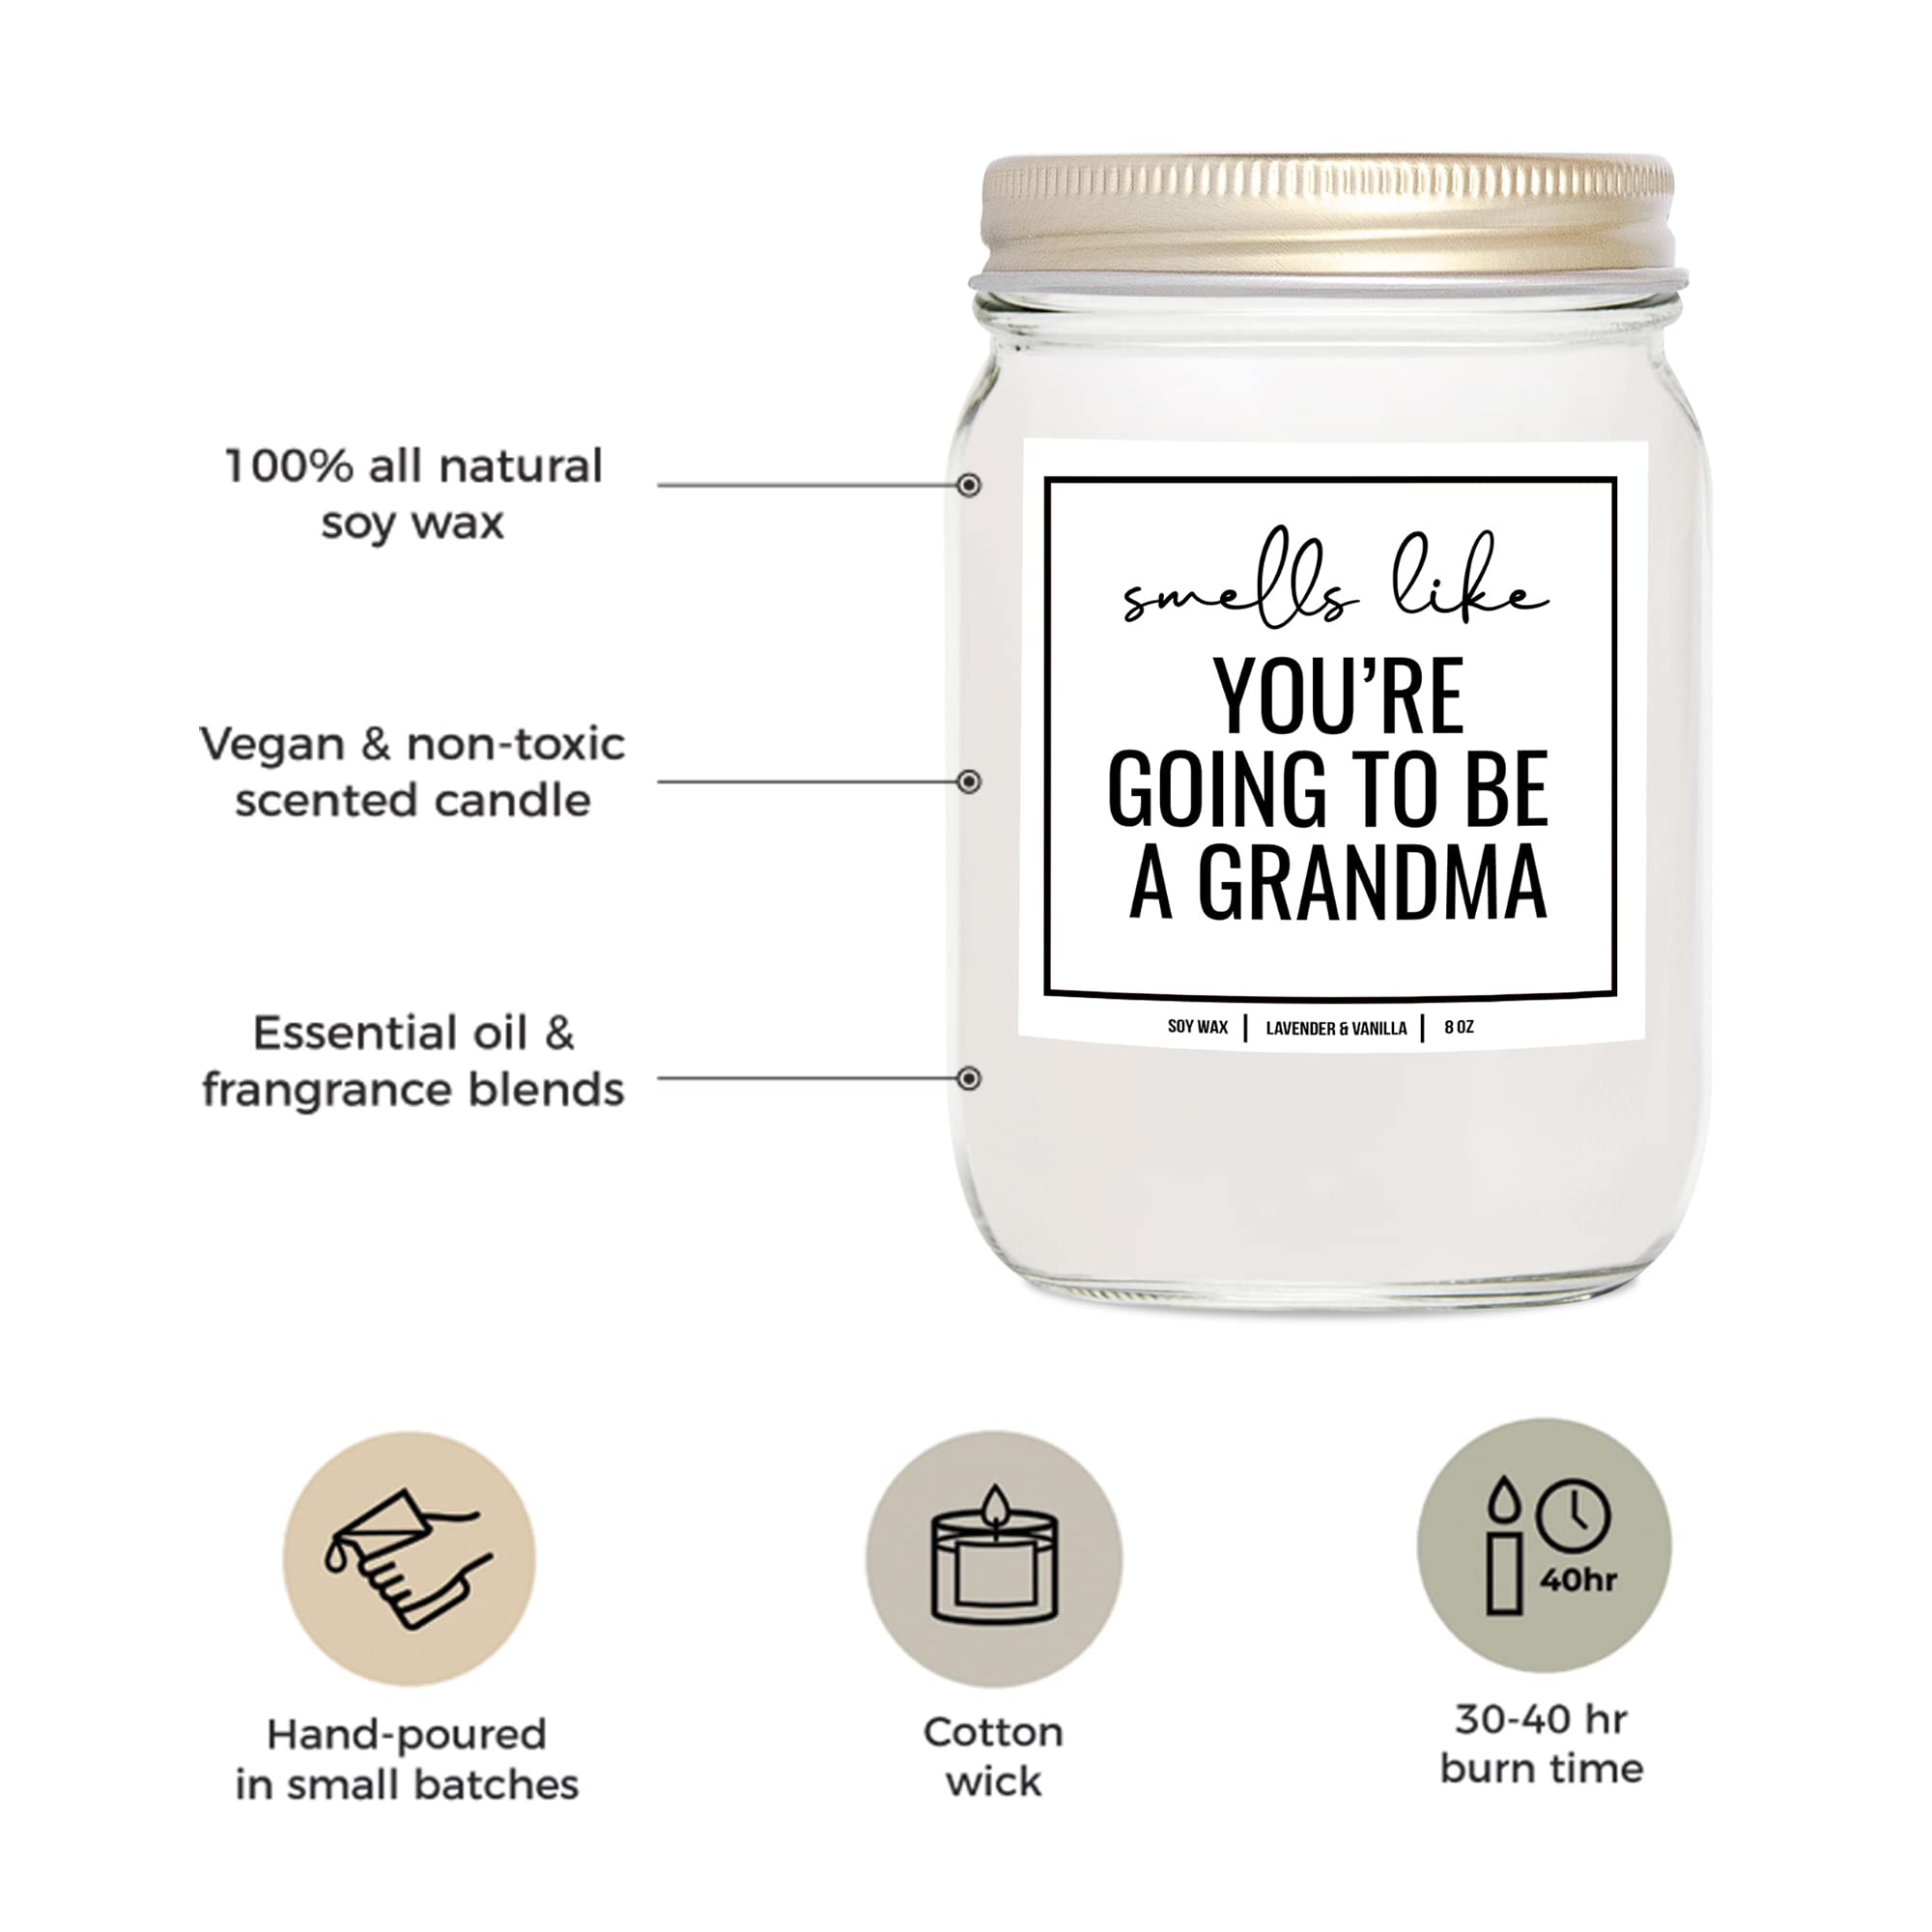 100% all natural
soy wax
Vegan & non-toxic
scented candle
Essential oil &
frangrance blends
smells like
YOU'RE
GOING TO BE
A GRANDMA
SOY WAX | LAVENDER & VANILLA | 8 OZ
40hr
Hand-poured
in small batches
Cotton
wick
30-40 hr
burn time